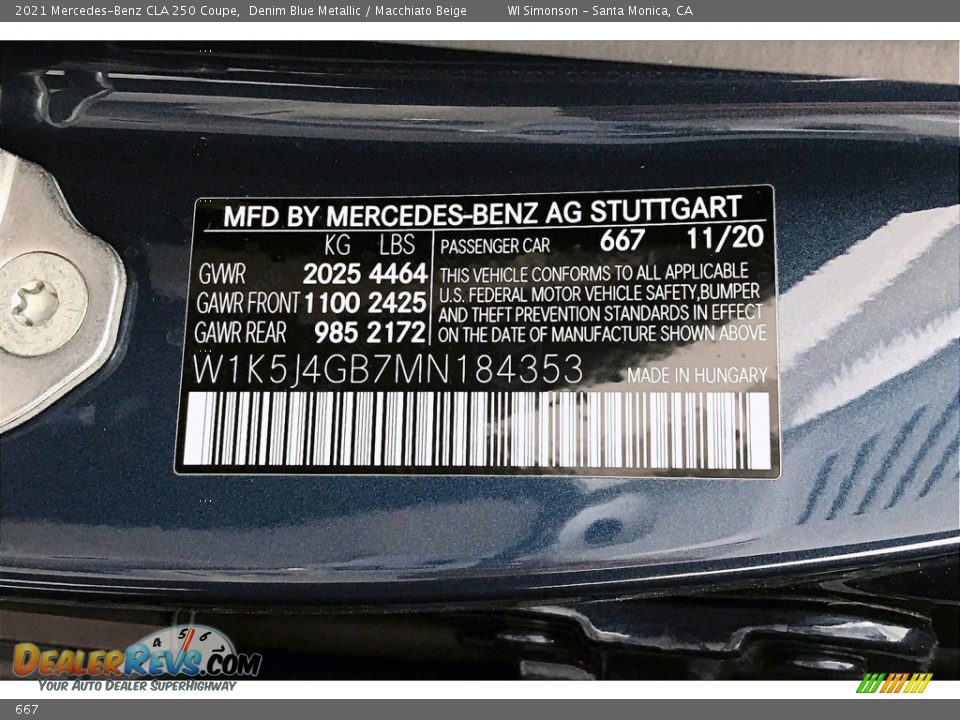 2021 Mercedes-Benz CLA 250 Coupe,  Denim Blue Metallic / Macchiato Beige   WI Simonson - Santa Monica, CA
MFD BY MERCEDES-BENZ AG STUTTGART
KG LBS PASSENGER CAR 667 11/20
GVWR 2025 4464
GAWR FRONT 1100 2425
GAWR REAR 985 2172
THIS VEHICLE CONFORMS TO ALL APPLICABLE
U.S. FEDERAL MOTOR VEHICLE SAFETY,BUMPER
AND THEFT PREVENTION STANDARDS IN EFFECT
ON THE DATE OF MANUFACTURE SHOWN ABOVE
W1K5J4GB7MN184353 MADE IN HUNGARY
4 5 6
DEALERREVS.COM
YOUR AUTO DEALER SUPERHIGHWAY
667